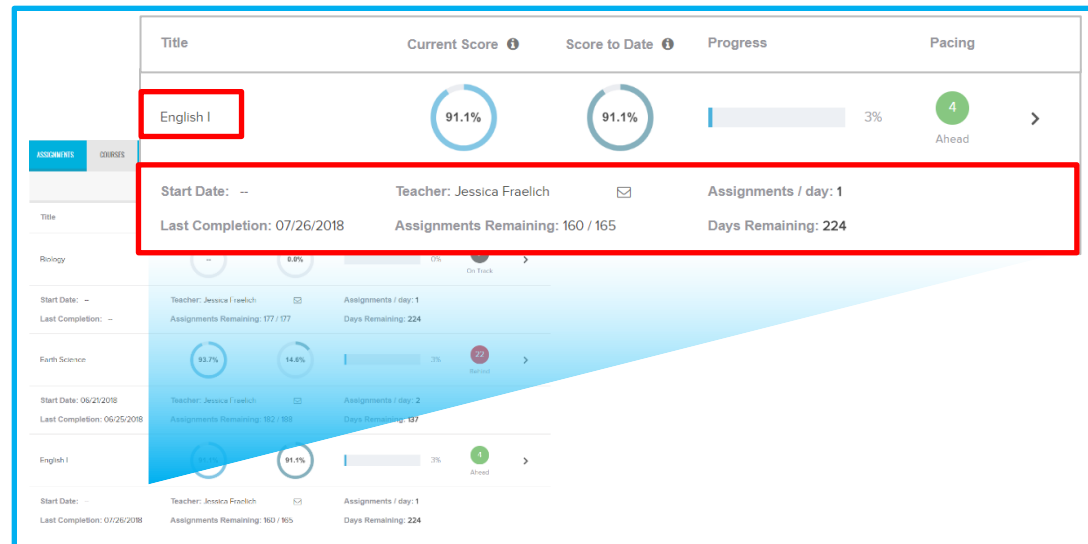 Title Current Score Score to Date Progress Pacing
English I 91.1% 91.1% 3% 4
Ahead
Start Date: -- Teacher: Jessica Fraelich Assignments / day: 1
Last Completion: 07/26/2018 Assignments Remaining: 160 / 165 Days Remaining: 224
ASSIGNMENTS COURSES
Title
Biology -- 0.0% 0%
On Track
Start Date: -- Teacher: Jessica Fraelich Assignments / day: 1
Last Completion: -- Assignments Remaining: 177 / 177 Days Remaining: 224
Earth Science 93.7% 14.6% 3% 22
Behind
Start Date: 06/21/2018 Teacher: Jessica Fraelich Assignments / day: 2
Last Completion: 06/25/2018 Assignments Remaining: 182 / 188 Days Remaining: 137
English I 91.1% 91.1% 3% 4
Ahead
Start Date: -- Teacher: Jessica Fraelich Assignments / day: 1
Last Completion: 07/26/2018 Assignments Remaining: 160 / 165 Days Remaining: 224